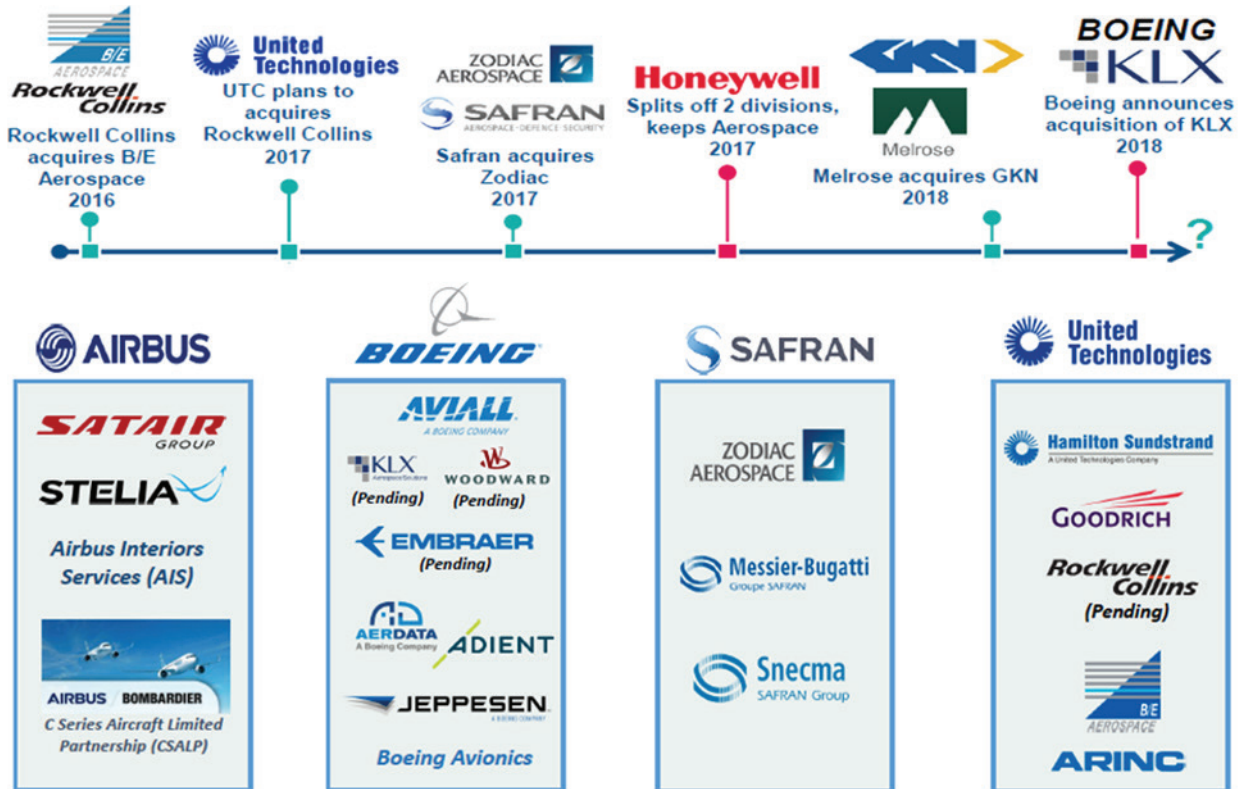 B/E
AEROSPACE
Rockwell
Collins
Rockwell Collins
acquires B/E
Aerospace
2016
United
Technologies
UTC plans to
acquires
Rockwell Collins
2017
ZODIAC
AEROSPACE
SAFRAN
AEROSPACE · DEFENCE · SECURITY
Safran acquires
Zodiac
2017
Honeywell
Splits off 2 divisions,
keeps Aerospace
2017
GKN
Melrose
Melrose acquires GKN
2018
BOEING
KLX
Boeing announces
acquisition of KLX
2018
?
AIRBUS
SATAIR
GROUP
STELIA
Airbus Interiors
Services (AIS)
AIRBUS / BOMBARDIER
C Series Aircraft Limited
Partnership (CSALP)
BOEING
AVIALL
A BOEING COMPANY
KLX
Aerospace Solutions
(Pending)
WOODWARD
(Pending)
EMBRAER
(Pending)
AERDATA
A Boeing Company
ADIENT
JEPPESEN
A BOEING COMPANY
Boeing Avionics
SAFRAN
ZODIAC
AEROSPACE
Messier-Bugatti
Groupe SAFRAN
Snecma
SAFRAN Group
United
Technologies
Hamilton Sundstrand
A United Technologies Company
GOODRICH
Rockwell
Collins
(Pending)
B/E
AEROSPACE
ARINC